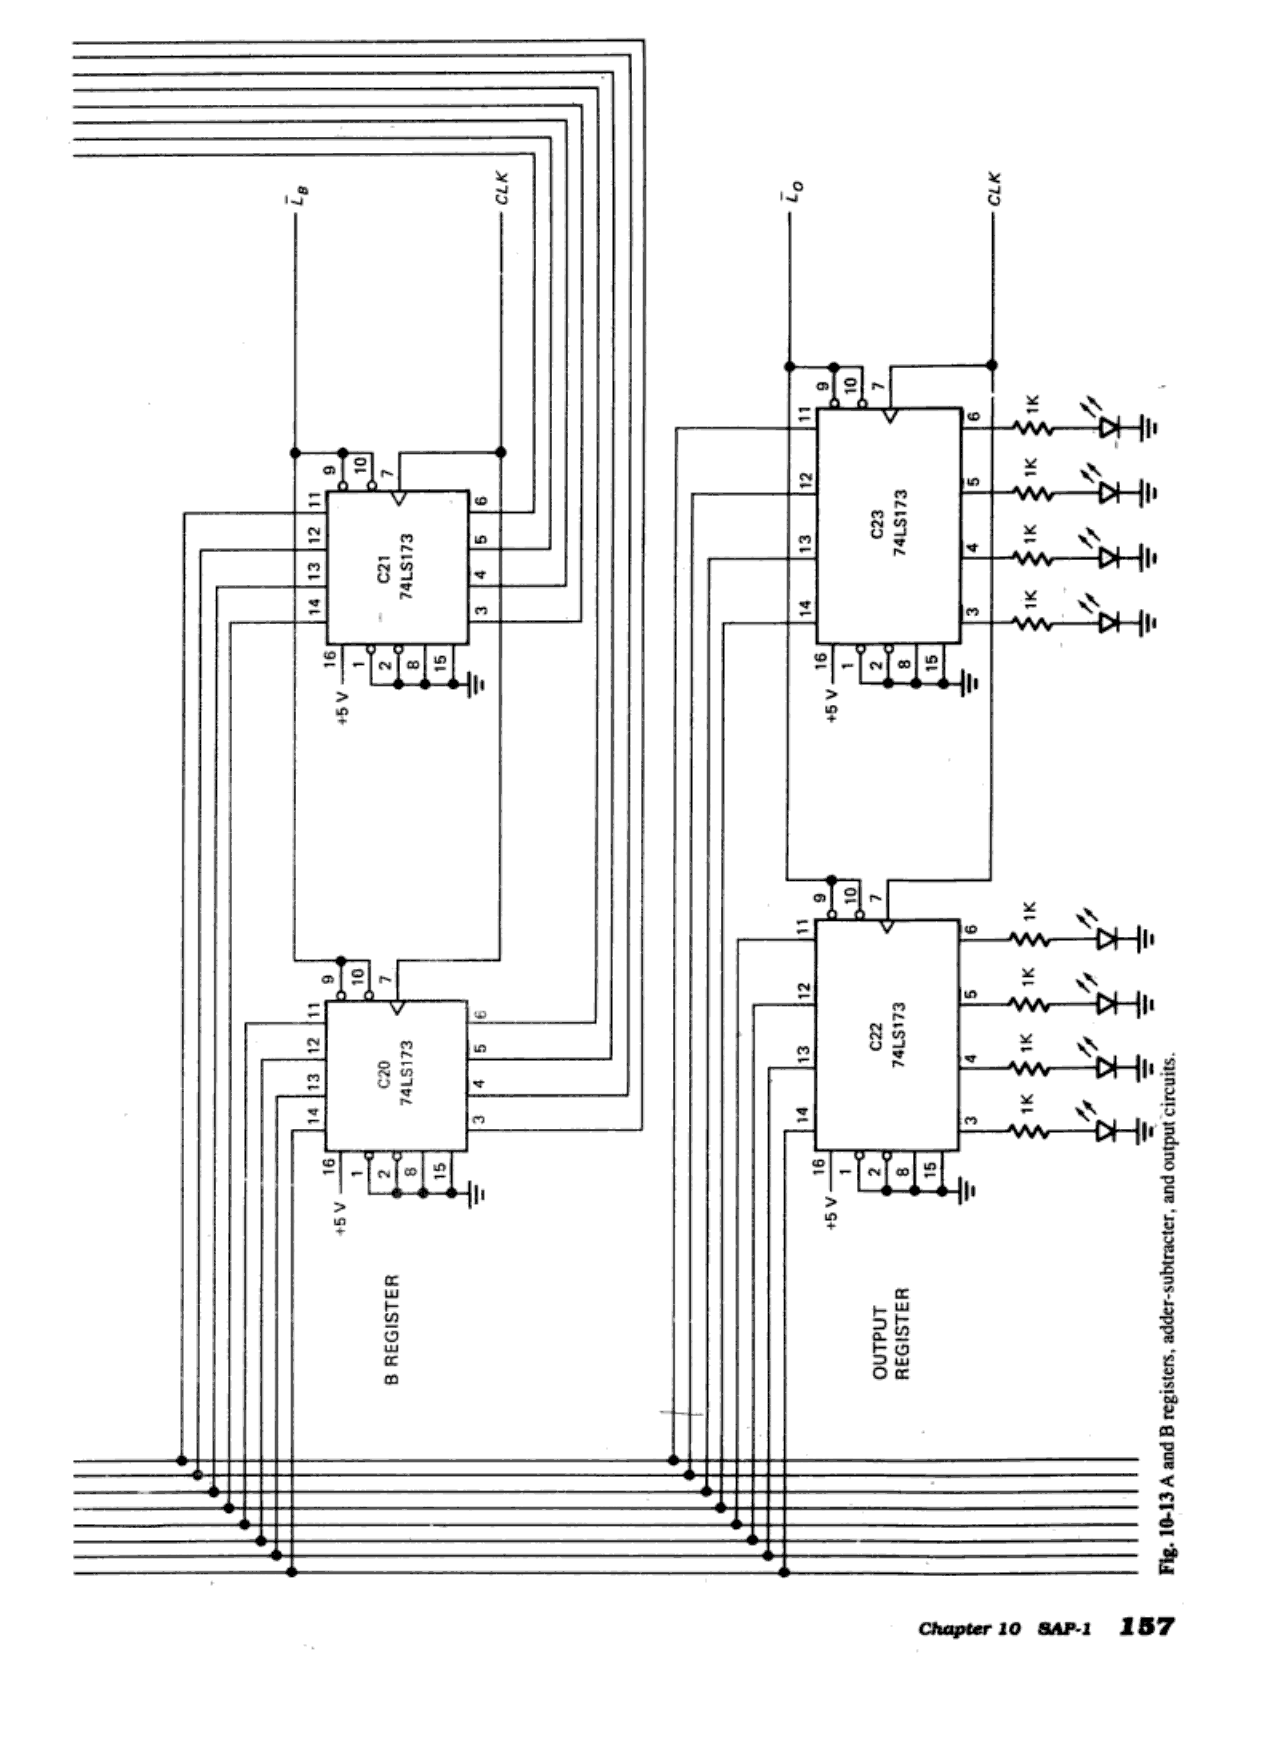 L̄B
CLK
11
12
13
14
9
10
7
C21
74LS173
6
5
4
3
16
1
2
8
15
+5 V
11
12
13
14
9
10
7
C20
74LS173
6
5
4
3
16
1
2
8
15
+5 V
B REGISTER
L̄O
CLK
11
12
13
14
9
10
7
C23
74LS173
6
5
4
3
1K
1K
1K
1K
16
1
2
8
15
+5 V
11
12
13
14
9
10
7
C22
74LS173
6
5
4
3
1K
1K
1K
1K
16
1
2
8
15
+5 V
OUTPUT
REGISTER
Fig. 10-13 A and B registers, adder-subtracter, and output circuits.
Chapter 10 SAP-1 157